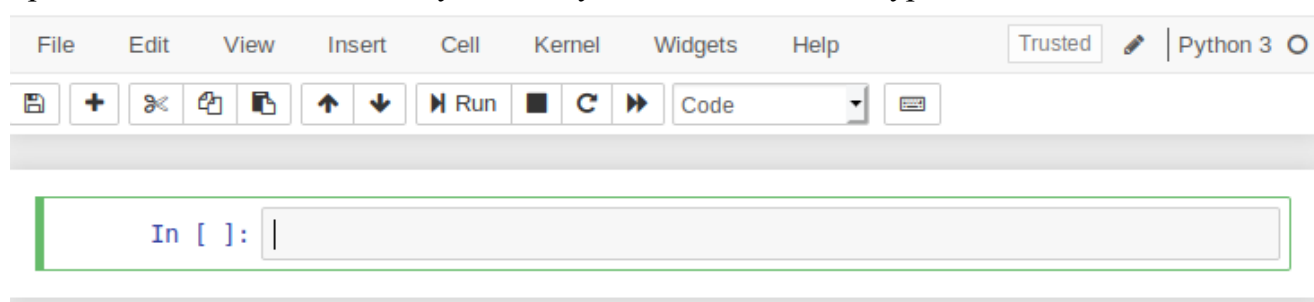 File Edit View Insert Cell Kernel Widgets Help Trusted Python 3
Run Code
In [ ]: